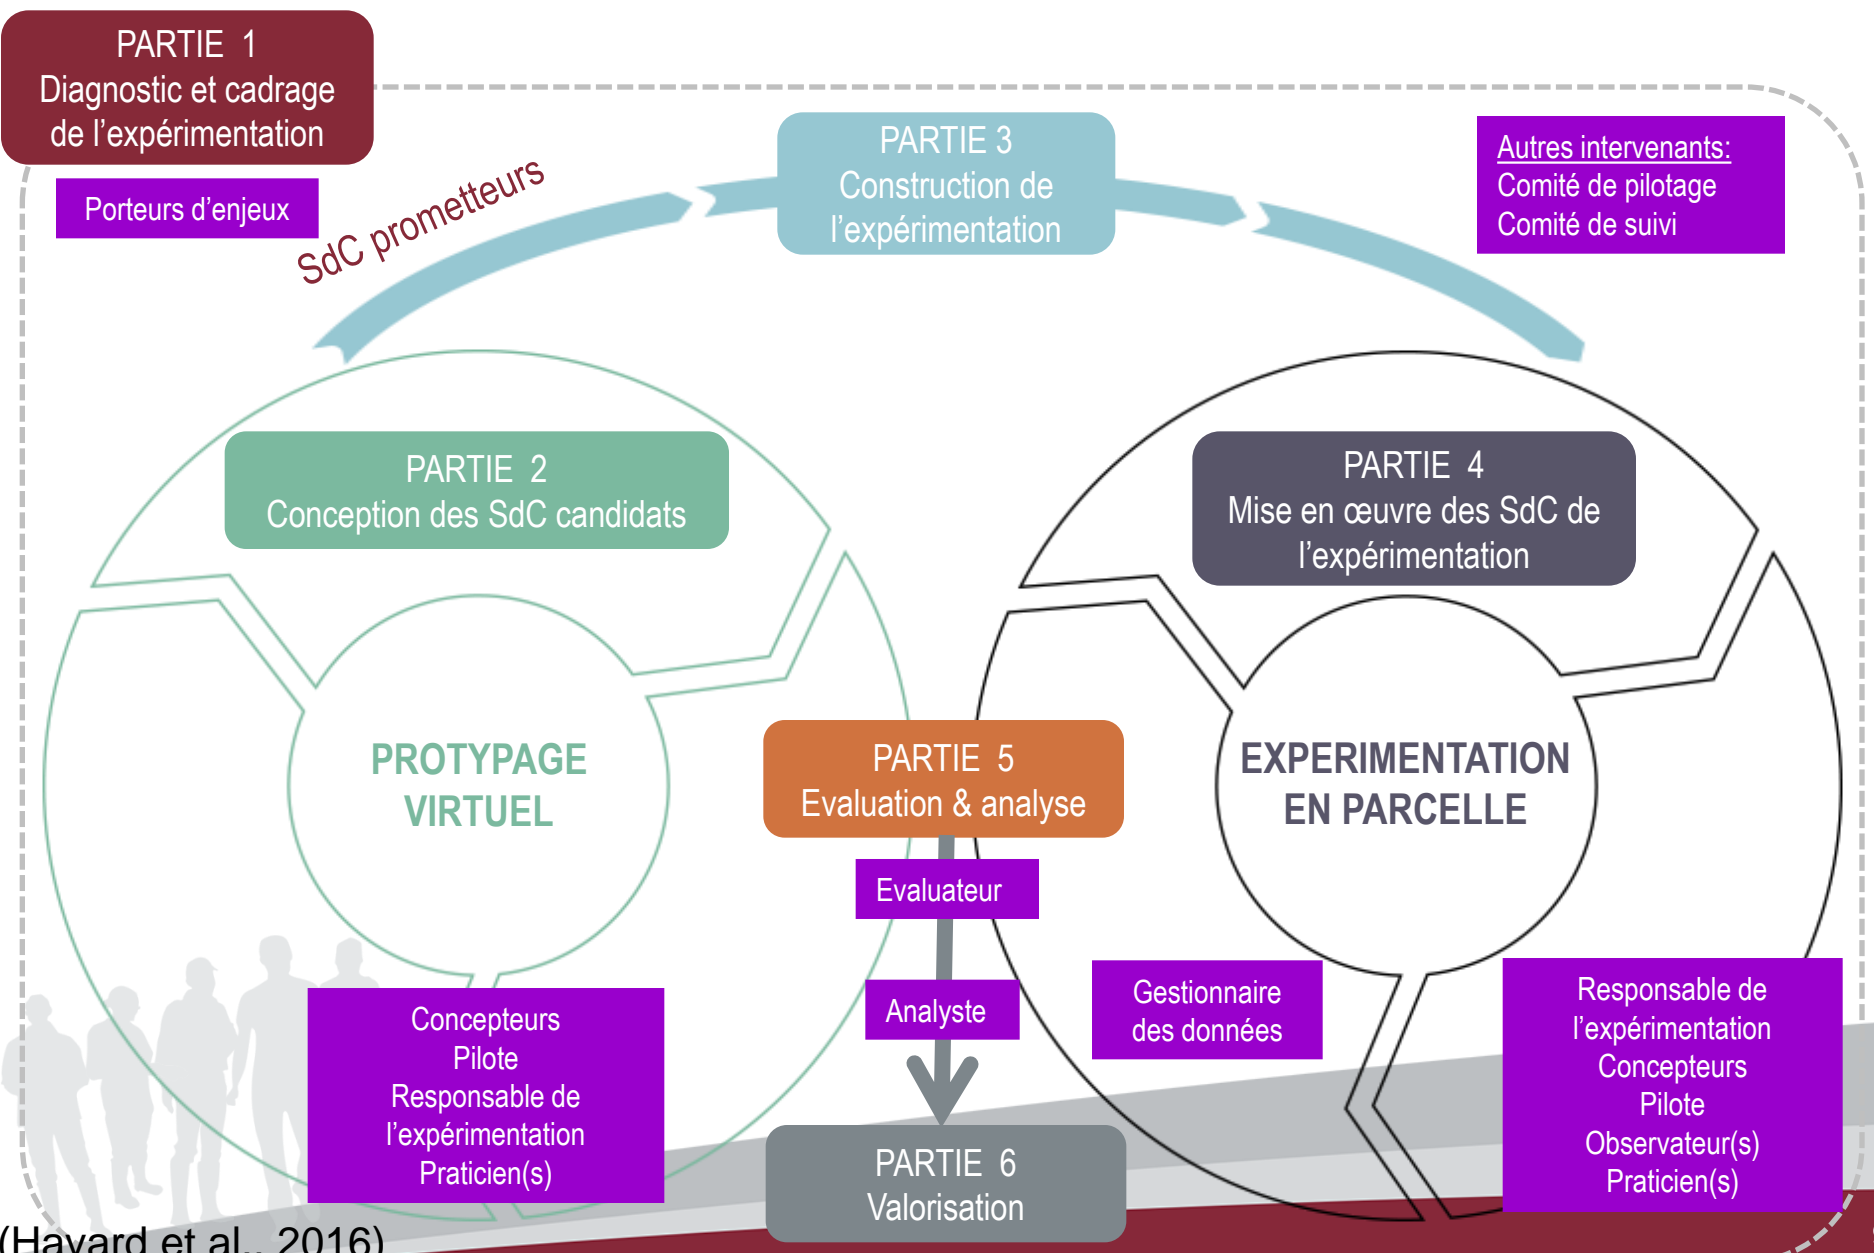 PARTIE 1
Diagnostic et cadrage
de l'expérimentation
Porteurs d'enjeux
SdC prometteurs
PARTIE 3
Construction de
l'expérimentation
Autres intervenants:
Comité de pilotage
Comité de suivi
PARTIE 2
Conception des SdC candidats
PARTIE 4
Mise en œuvre des SdC de
l'expérimentation
PROTYPAGE
VIRTUEL
PARTIE 5
Evaluation & analyse
EXPERIMENTATION
EN PARCELLE
Evaluateur
Analyste
Gestionnaire
des données
Concepteurs
Pilote
Responsable de
l'expérimentation
Praticien(s)
Responsable de
l'expérimentation
Concepteurs
Pilote
Observateur(s)
Praticien(s)
PARTIE 6
Valorisation
(Havard et al., 2016)